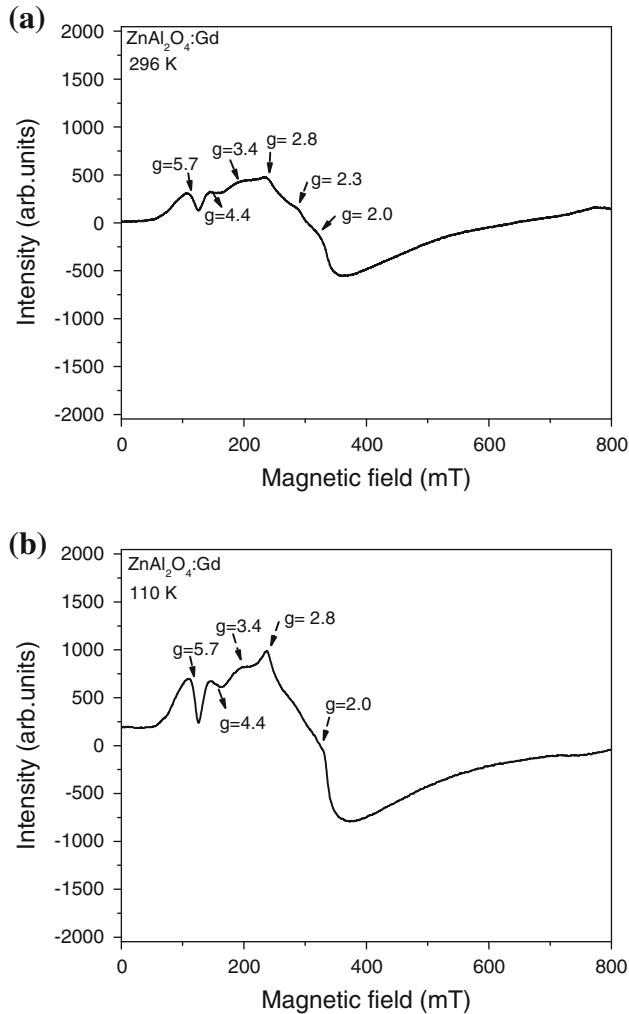 (a)
ZnAl₂O₄:Gd
296 K
g=5.7
g=4.4
g=3.4
g= 2.8
g= 2.3
g= 2.0
2000
1500
1000
500
0
-500
-1000
-1500
-2000
Intensity (arb.units)
0 200 400 600 800
Magnetic field (mT)
(b)
ZnAl₂O₄:Gd
110 K
g=5.7
g=4.4
g=3.4
g= 2.8
g=2.0
2000
1500
1000
500
0
-500
-1000
-1500
-2000
Intensity (arb.units)
0 200 400 600 800
Magnetic field (mT)